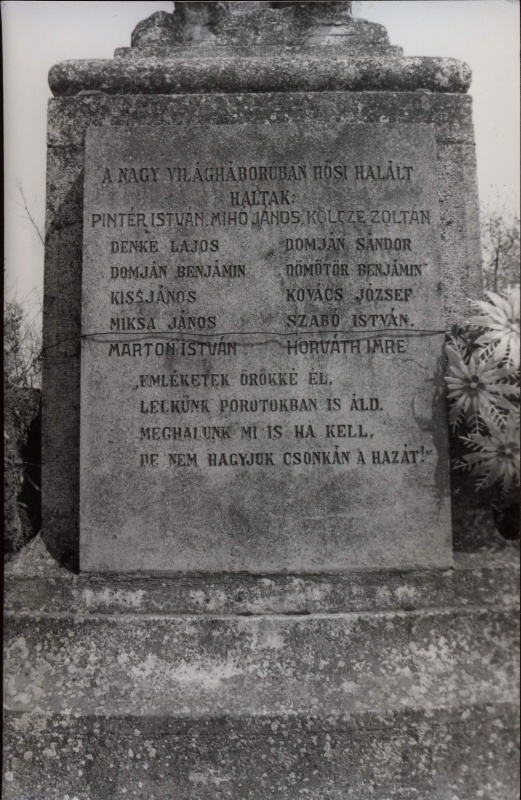 A NAGY VILÁGHÁBORUBAN HŐSI HALÁLT
HALTAK:
PINTÉR ISTVÁN. MIHÓ JÁNOS. KÖLCZE ZOLTÁN
DENKE LAJOS DOMJÁN SÁNDOR
DOMJÁN BENJÁMIN DÖMÖTÖR BENJÁMIN
KISS JÁNOS KOVÁCS JÓZSEF
MIKSA JÁNOS SZABÓ ISTVÁN.
MARTON ISTVÁN HORVÁTH IMRE
„EMLÉKETEK ÖRÖKKÉ ÉL,
LELKÜNK POROTOKBAN IS ÁLD.
MEGHALUNK MI IS HA KELL,
DE NEM HAGYJUK CSONKÁN A HAZÁT!"